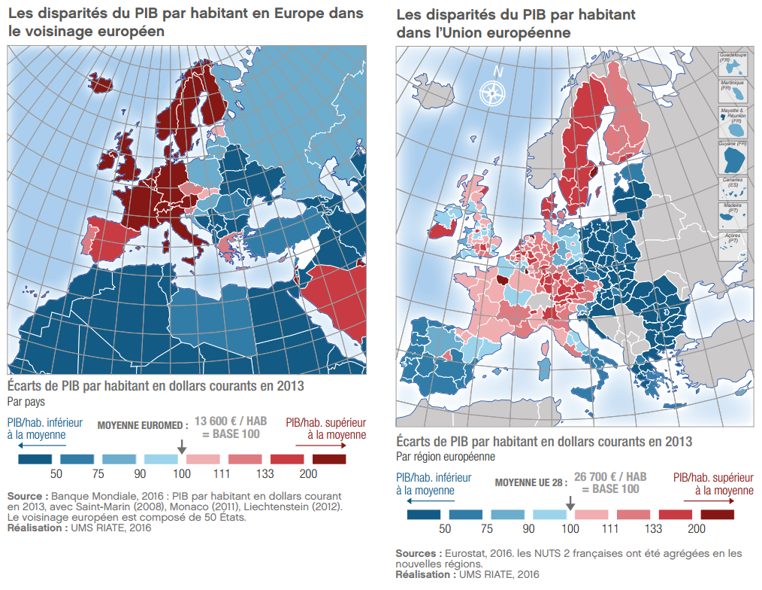 Les disparités du PIB par habitant en Europe dans
le voisinage européen
Écarts de PIB par habitant en dollars courants en 2013
Par pays
PIB/hab. inférieur
à la moyenne
MOYENNE EUROMED :
13 600 € / HAB
= BASE 100
PIB/hab. supérieur
à la moyenne
50 75 90 100 111 133 200
Source : Banque Mondiale, 2016 : PIB par habitant en dollars courant
en 2013, avec Saint-Marin (2008), Monaco (2011), Liechtenstein (2012).
Le voisinage européen est composé de 50 États.
Réalisation : UMS RIATE, 2016
Les disparités du PIB par habitant
dans l'Union européenne
N
Guadeloupe
(FR)
Martinique
(FR)
Mayotte &
Réunion
(FR)
Guyane (FR)
Canaries
(ES)
Madeire
(PT)
Açores
(PT)
Écarts de PIB par habitant en dollars courants en 2013
Par région européenne
PIB/hab. inférieur
à la moyenne
MOYENNE UE 28 :
26 700 € / HAB
= BASE 100
PIB/hab. supérieur
à la moyenne
50 75 90 100 111 133 200
Sources : Eurostat, 2016. les NUTS 2 françaises ont été agrégées en les
nouvelles régions.
Réalisation : UMS RIATE, 2016